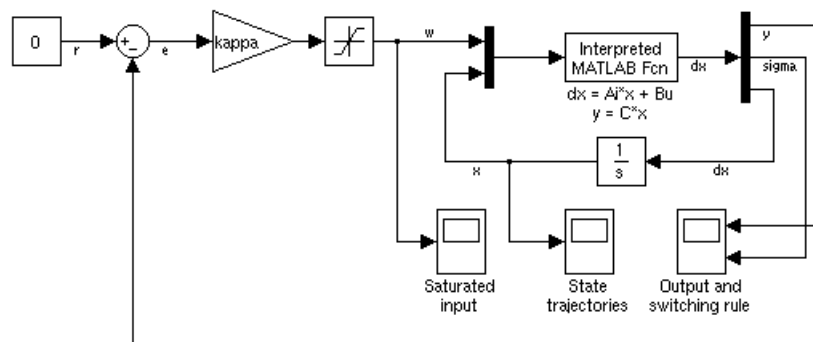 0
r
+
−
e
kappa
w
Interpreted
MATLAB Fcn
dx
dx = Ai*x + Bu
y = C*x
y
sigma
x
1
s
dx
Saturated
input
State
trajectories
Output and
switching rule